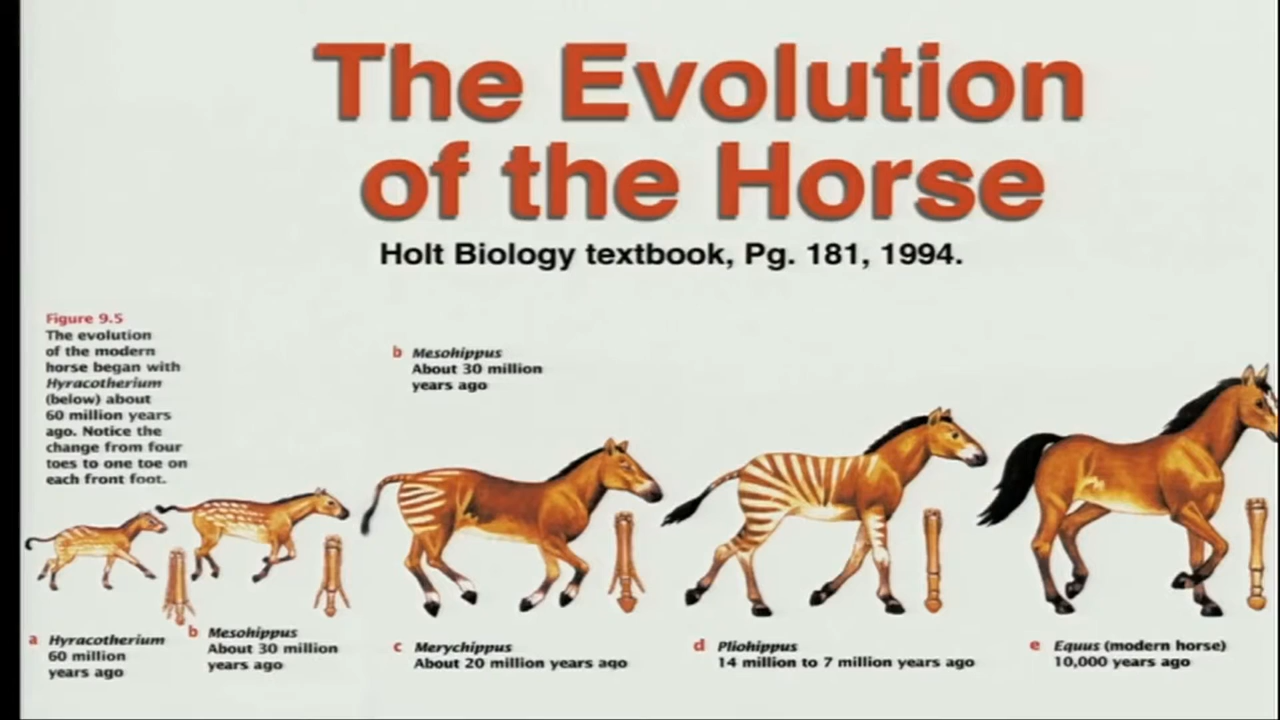 The Evolution
of the Horse
Holt Biology textbook, Pg. 181, 1994.
Figure 9.5
The evolution
of the modern
horse began with
Hyracotherium
(below) about
60 million years
ago. Notice the
change from four
toes to one toe on
each front foot.
b Mesohippus
About 30 million
years ago
a Hyracotherium
60 million
years ago
b Mesohippus
About 30 million
years ago
c Merychippus
About 20 million years ago
d Pliohippus
14 million to 7 million years ago
e Equus (modern horse)
10,000 years ago